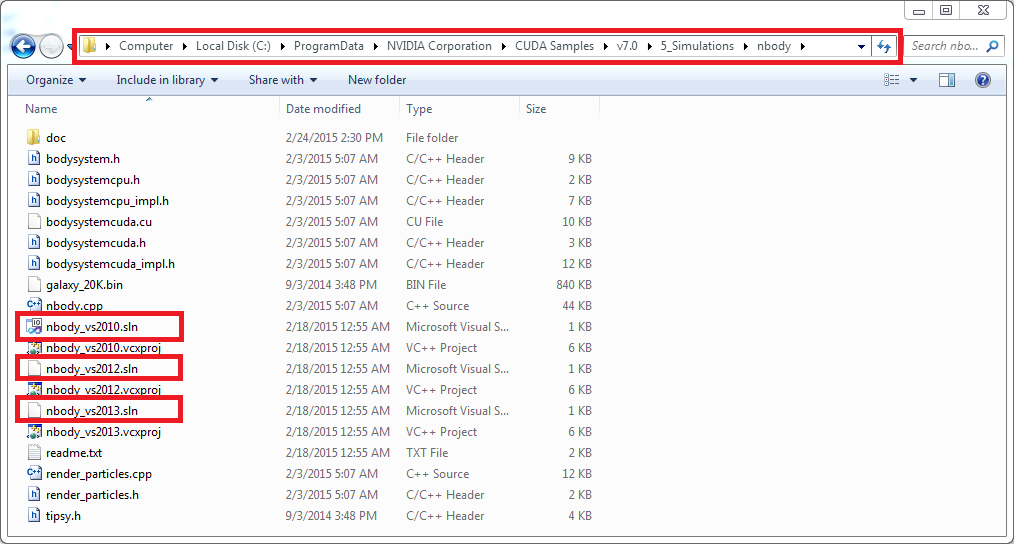 Computer Local Disk (C:) ProgramData NVIDIA Corporation CUDA Samples v7.0 5_Simulations nbody Search nbo...
Organize Include in library Share with New folder
Name Date modified Type Size
doc 2/24/2015 2:30 PM File folder
bodysystem.h 2/3/2015 5:07 AM C/C++ Header 9 KB
bodysystemcpu.h 2/3/2015 5:07 AM C/C++ Header 2 KB
bodysystemcpu_impl.h 2/3/2015 5:07 AM C/C++ Header 7 KB
bodysystemcuda.cu 2/3/2015 5:07 AM CU File 10 KB
bodysystemcuda.h 2/3/2015 5:07 AM C/C++ Header 3 KB
bodysystemcuda_impl.h 2/3/2015 5:07 AM C/C++ Header 12 KB
galaxy_20K.bin 9/3/2014 3:48 PM BIN File 840 KB
nbody.cpp 2/3/2015 5:07 AM C++ Source 44 KB
nbody_vs2010.sln 2/18/2015 12:55 AM Microsoft Visual S... 1 KB
nbody_vs2010.vcxproj 2/18/2015 12:55 AM VC++ Project 6 KB
nbody_vs2012.sln 2/18/2015 12:55 AM Microsoft Visual S... 1 KB
nbody_vs2012.vcxproj 2/18/2015 12:55 AM VC++ Project 6 KB
nbody_vs2013.sln 2/18/2015 12:55 AM Microsoft Visual S... 1 KB
nbody_vs2013.vcxproj 2/18/2015 12:55 AM VC++ Project 6 KB
readme.txt 2/18/2015 12:55 AM TXT File 2 KB
render_particles.cpp 2/3/2015 5:07 AM C++ Source 12 KB
render_particles.h 2/3/2015 5:07 AM C/C++ Header 2 KB
tipsy.h 9/3/2014 3:48 PM C/C++ Header 4 KB